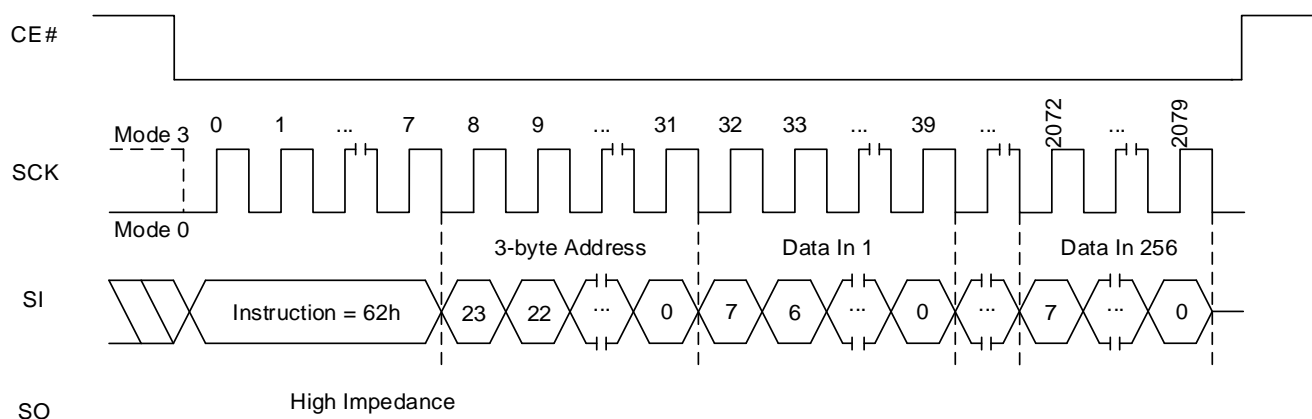 CE#
0 1 ... 7 8 9 ... 31 32 33 ... 39 ... 2072 ... 2079
Mode 3
SCK
Mode 0
3-byte Address Data In 1 Data In 256
SI Instruction = 62h 23 22 ... 0 7 6 ... 0 ... 7 ... 0
High Impedance
SO